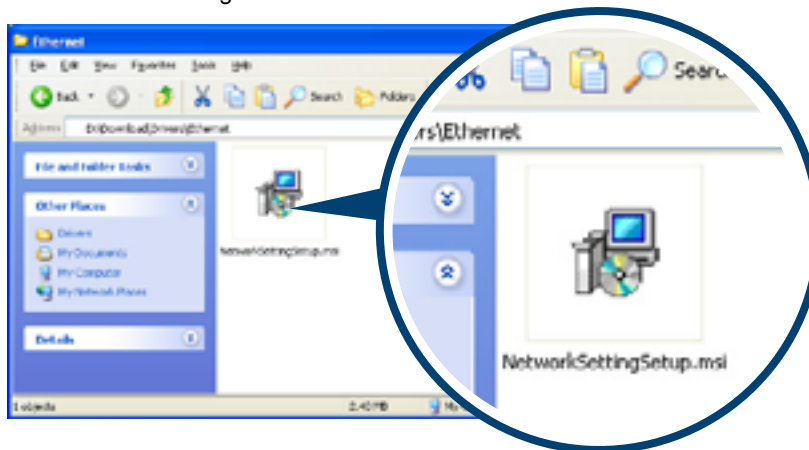 Ethernet
File Edit View Favorites Tools Help
Back Search Folders
Address D:\Download\Drivers\Ethernet
File and Folder Tasks
Other Places
Drivers
My Documents
My Computer
My Network Places
Details
NetworkSettingSetup.msi
1 objects 2.40 MB My
Search
rs\Ethernet
NetworkSettingSetup.msi